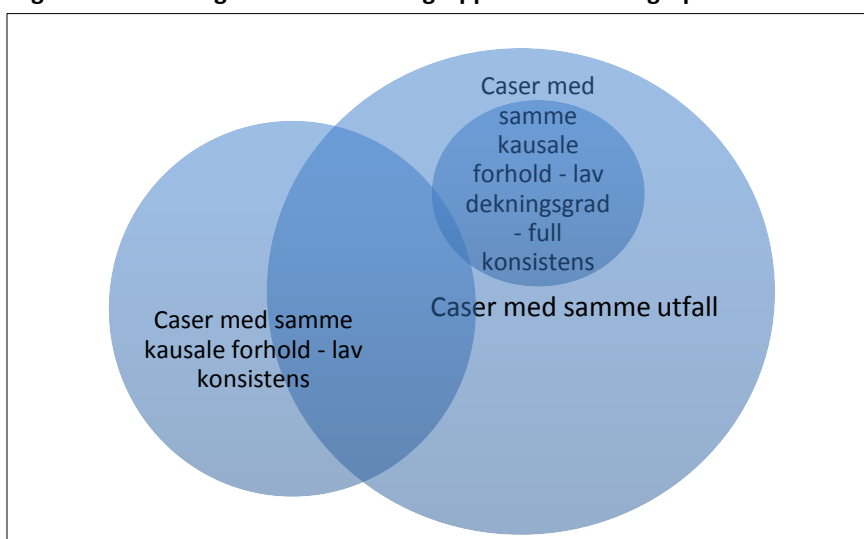 Caser med
samme
kausale
forhold - lav
dekningsgrad
- full
konsistens
Caser med samme utfall
Caser med samme
kausale forhold - lav
konsistens